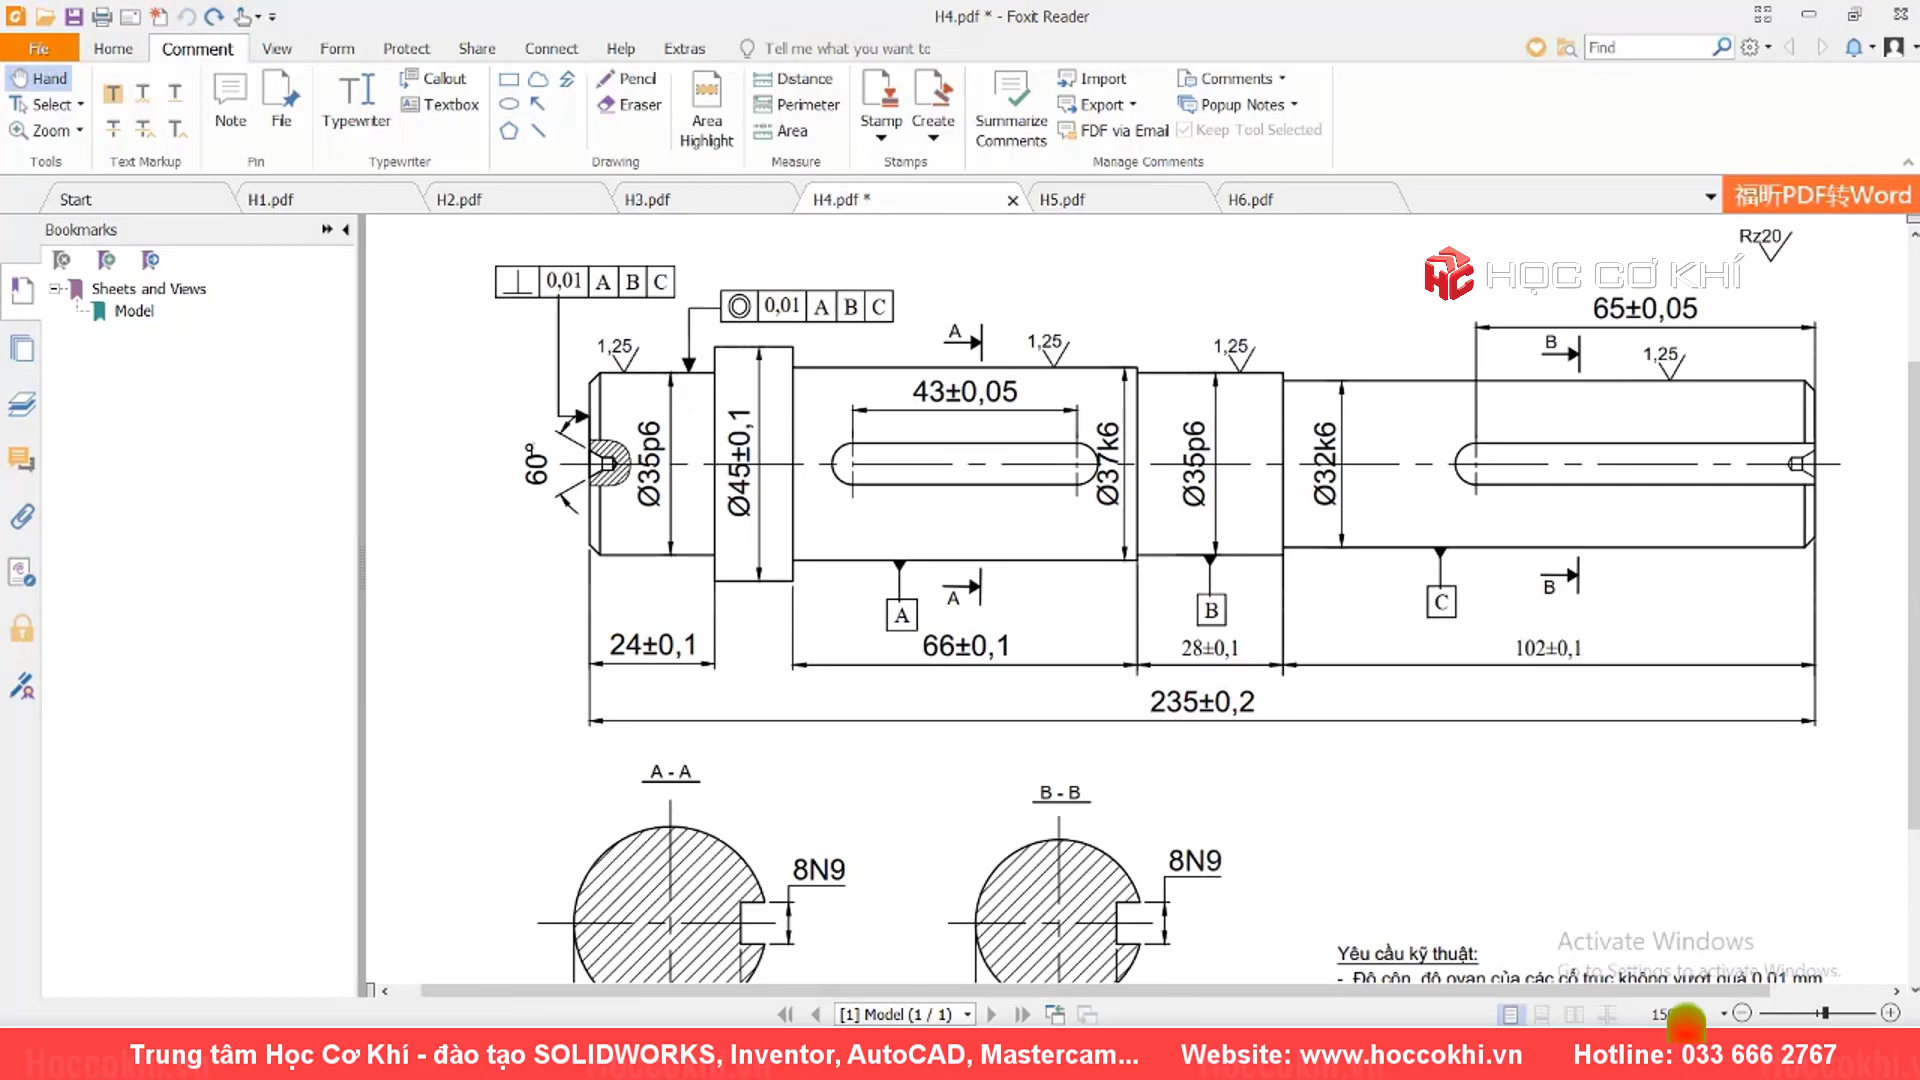 H4.pdf * - Foxit Reader
File Home Comment View Form Protect Share Connect Help Extras Tell me what you want to Find
Hand
Select
Zoom
Tools
Text Markup
Note
File
Pin
Typewriter
Callout
Textbox
Typewriter
Drawing
Pencil
Eraser
Area Highlight
Distance
Perimeter
Area
Measure
Stamp
Create
Stamps
Summarize Comments
Import
Export
FDF via Email
Comments
Popup Notes
Keep Tool Selected
Manage Comments
Start H1.pdf H2.pdf H3.pdf H4.pdf * H5.pdf H6.pdf 福昕PDF转Word
Bookmarks
Sheets and Views
Model
Rz20
HC HỌC CƠ KHÍ
0,01 A B C
0,01 A B C
65±0,05
A
B
1,25
1,25
1,25
1,25
43±0,05
60°
Ø35p6
Ø45±0,1
Ø37k6
Ø35p6
Ø32k6
A
B
A
B
C
24±0,1
66±0,1
28±0,1
102±0,1
235±0,2
A - A
B - B
8N9
8N9
Yêu cầu kỹ thuật:
- Độ côn, độ ovan của các cổ trục không vượt quá 0,01 mm
Activate Windows
Go to Settings to activate Windows.
[1] Model (1 / 1)
Trung tâm Học Cơ Khí - đào tạo SOLIDWORKS, Inventor, AutoCAD, Mastercam... Website: www.hoccokhi.vn Hotline: 033 666 2767